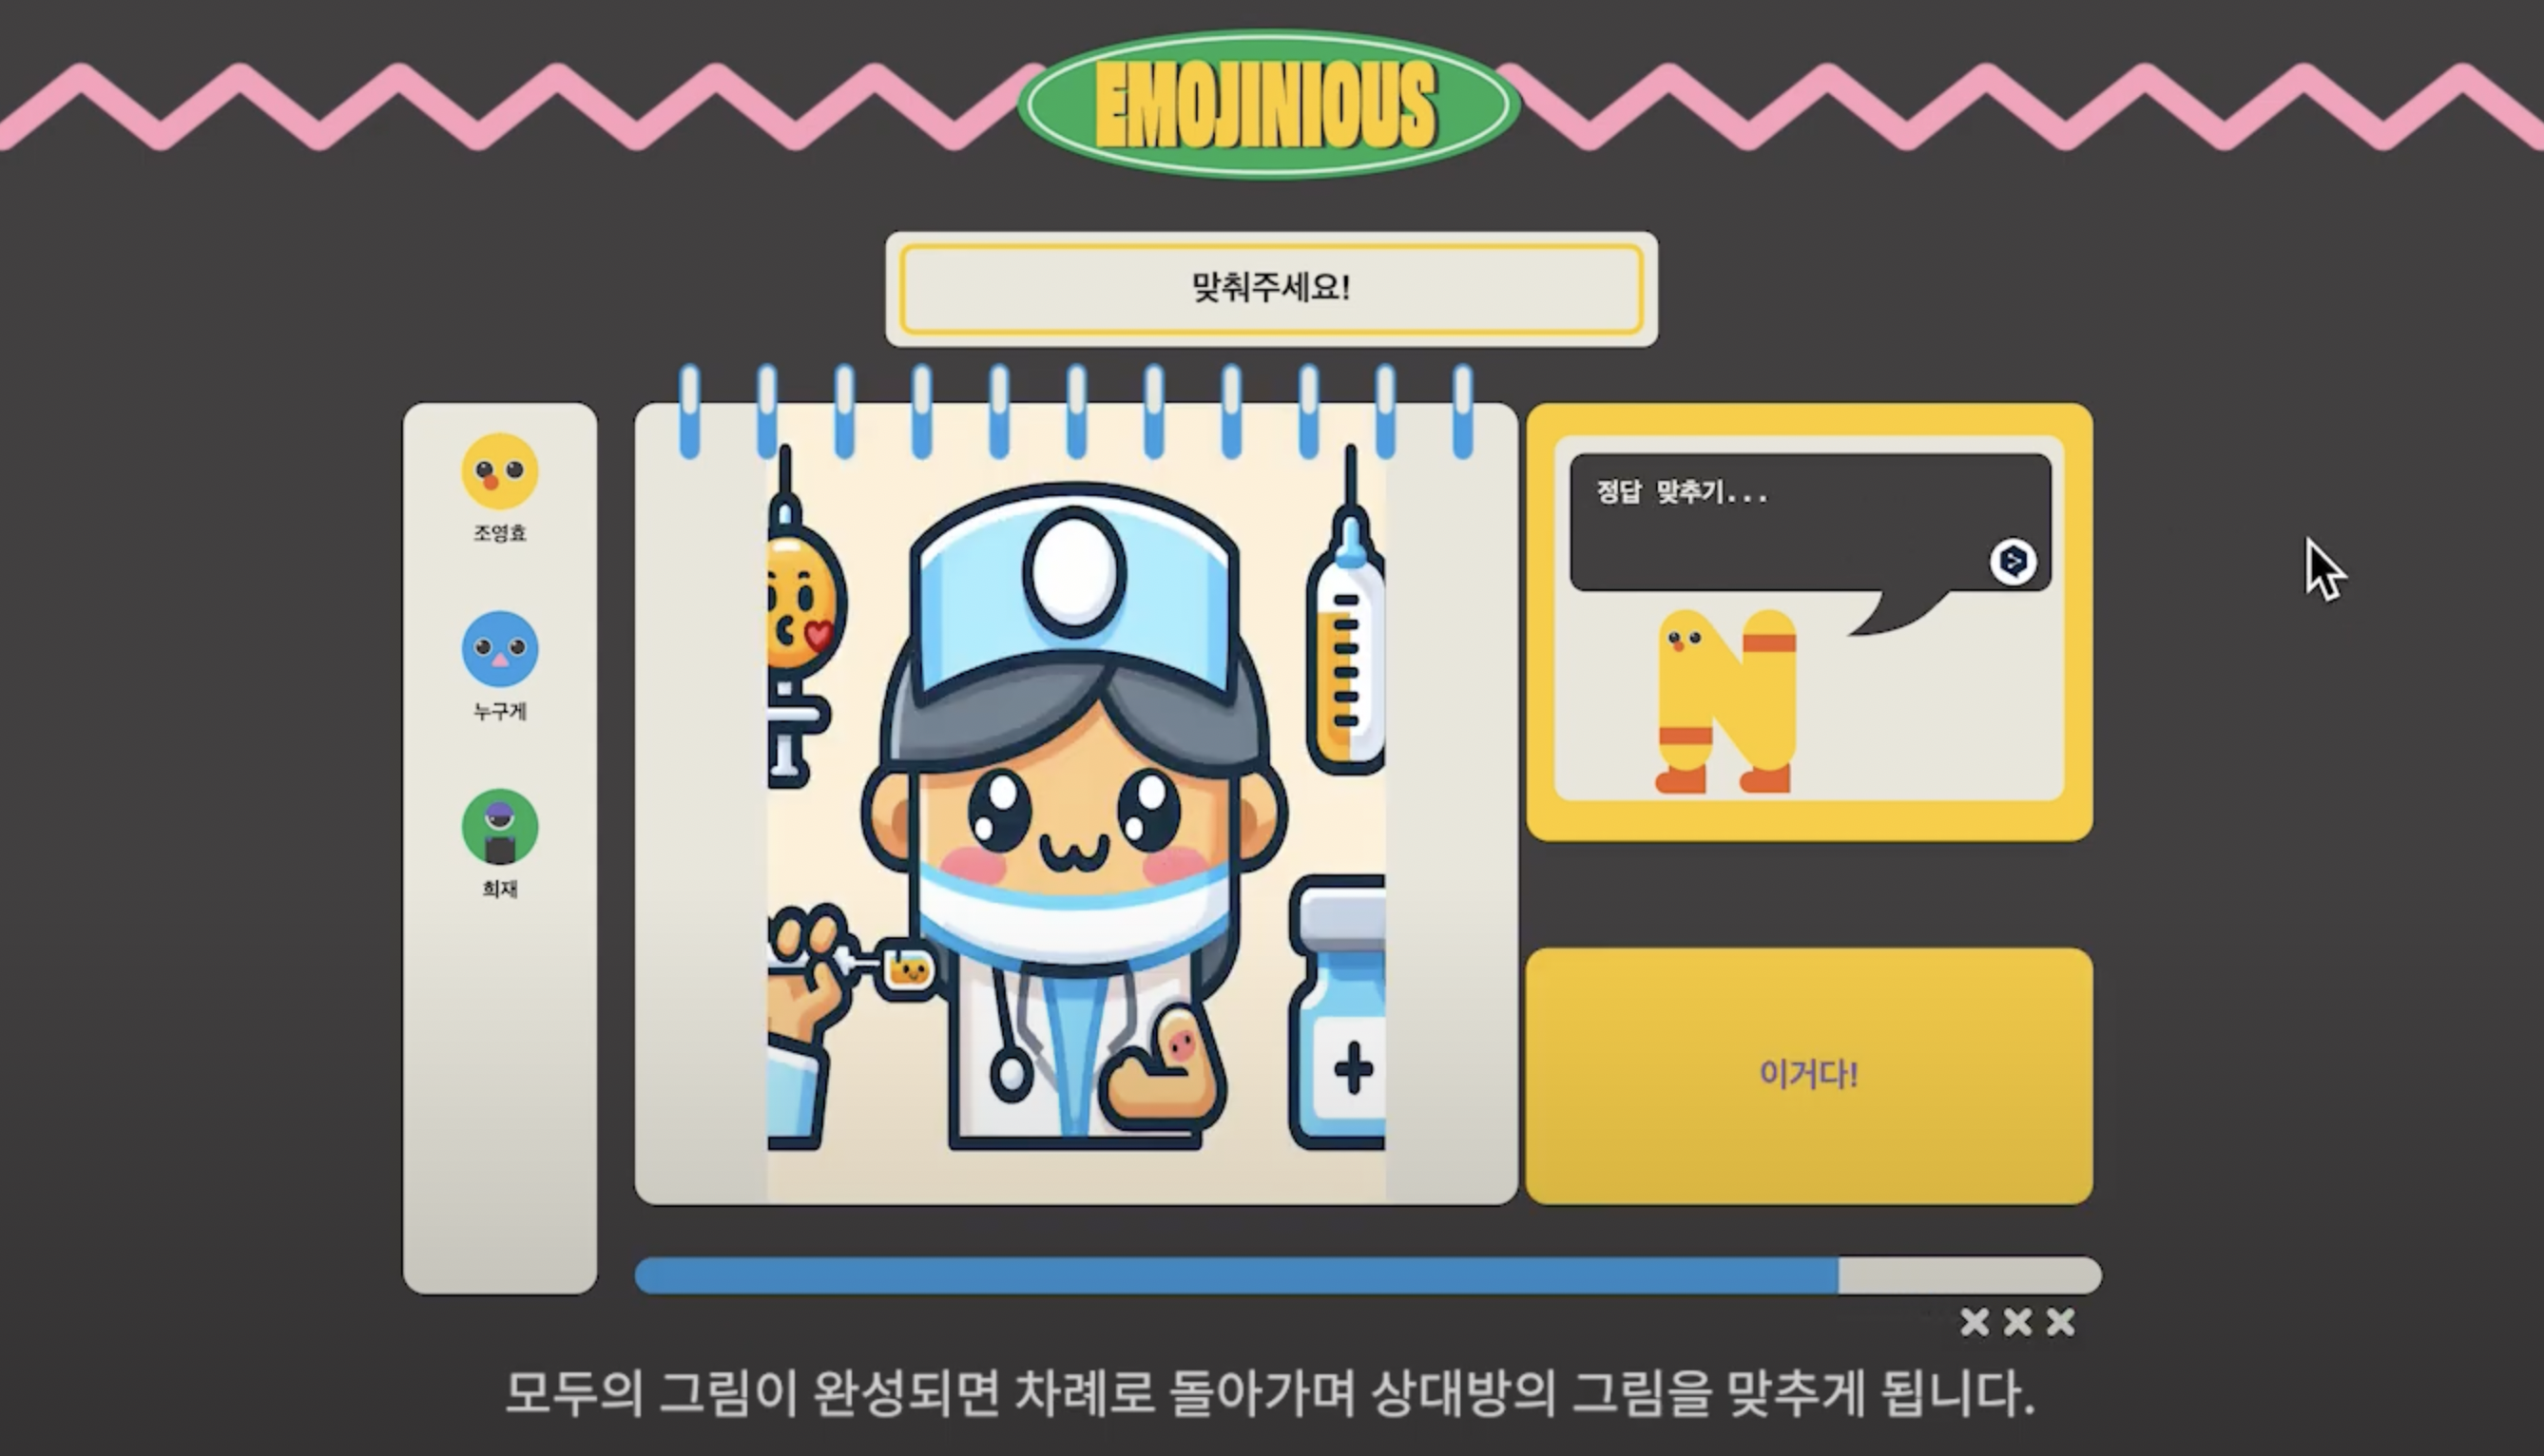 EMOJINIOUS
맞춰주세요!
조영효
누구게
희재
정답 맞추기...
이거다!
모두의 그림이 완성되면 차례로 돌아가며 상대방의 그림을 맞추게 됩니다.